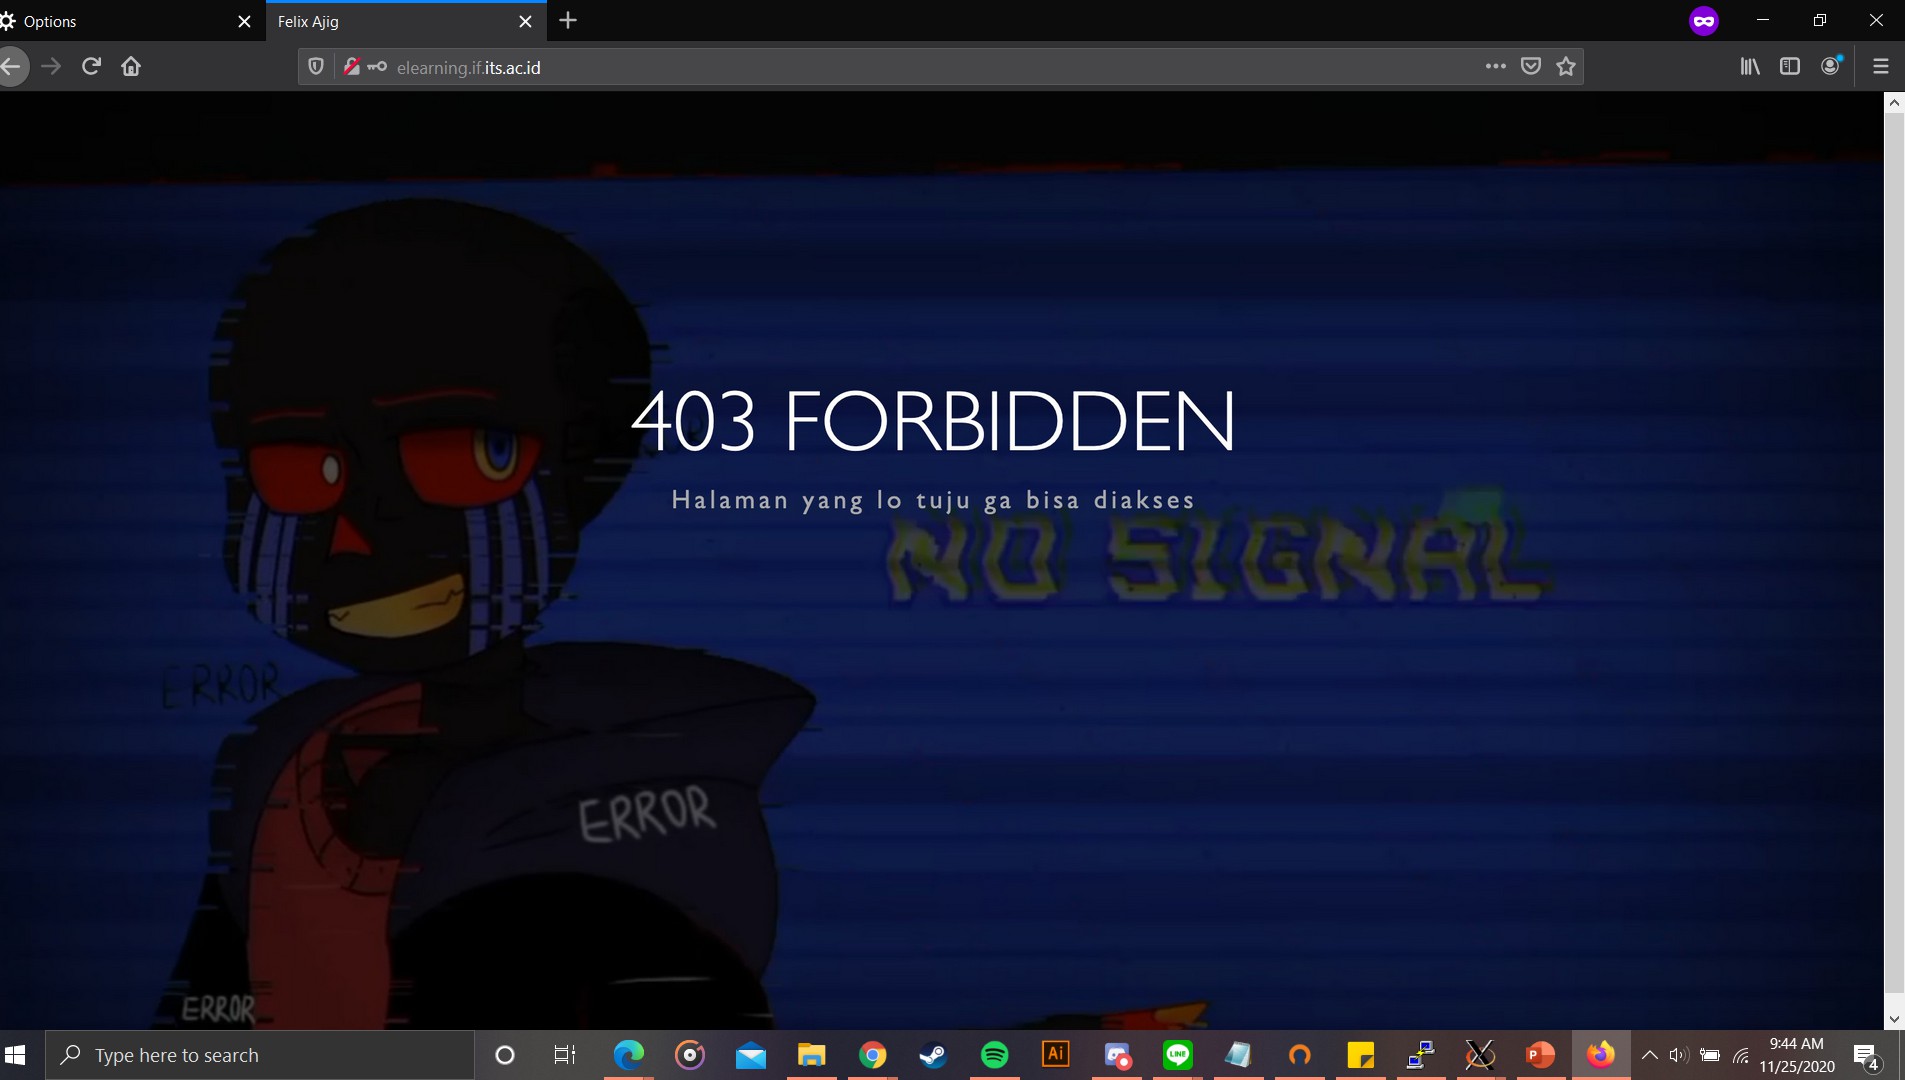 Options
Felix Ajig
elearning.if.its.ac.id
403 FORBIDDEN
Halaman yang lo tuju ga bisa diakses
NO SIGNAL
ERROR
ERROR
ERROR
Type here to search
Ai
LINE
P
9:44 AM
11/25/2020
4